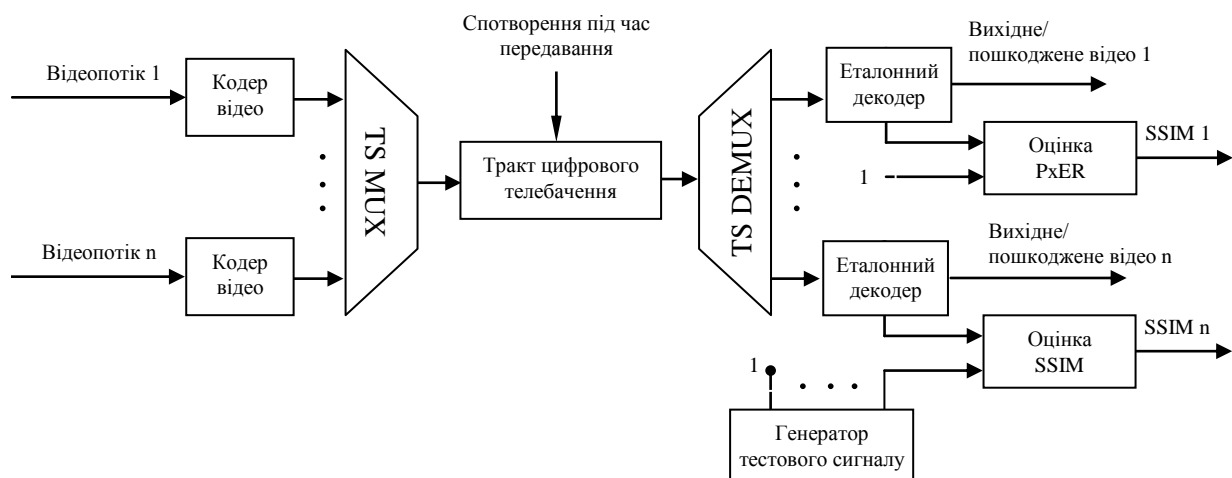 Спотворення під час
передавання
Відеопотік 1
Кодер
відео
TS MUX
Тракт цифрового
телебачення
TS DEMUX
Еталонний
декодер
Вихідне/
пошкоджене відео 1
Оцінка
PxER
SSIM 1
1
Відеопотік n
Кодер
відео
Еталонний
декодер
Вихідне/
пошкоджене відео n
Оцінка
SSIM
SSIM n
1
Генератор
тестового сигналу